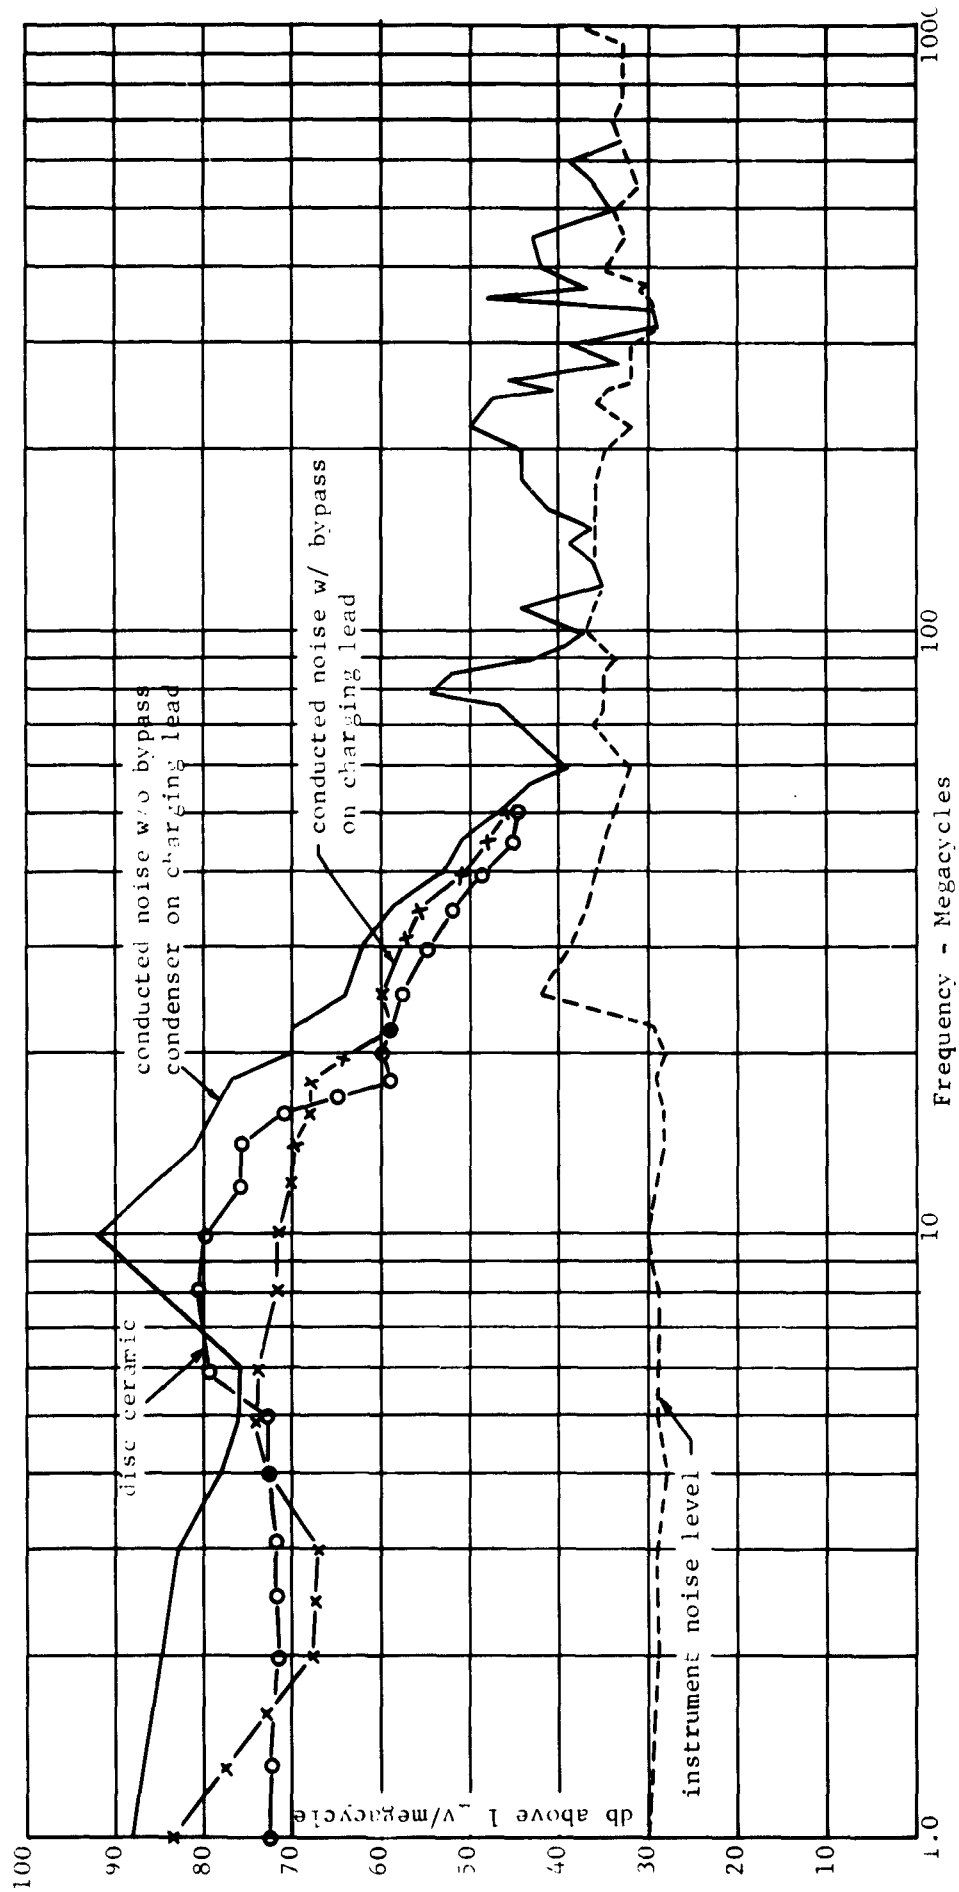 100
90
80
70
60
50
40
30
20
10
db above 1 μv/megacycle
conducted noise w/o bypass
condenser on charging lead
conducted noise w/ bypass
on charging lead
disc ceramic
instrument noise level
1.0
10
100
1000
Frequency - Megacycles